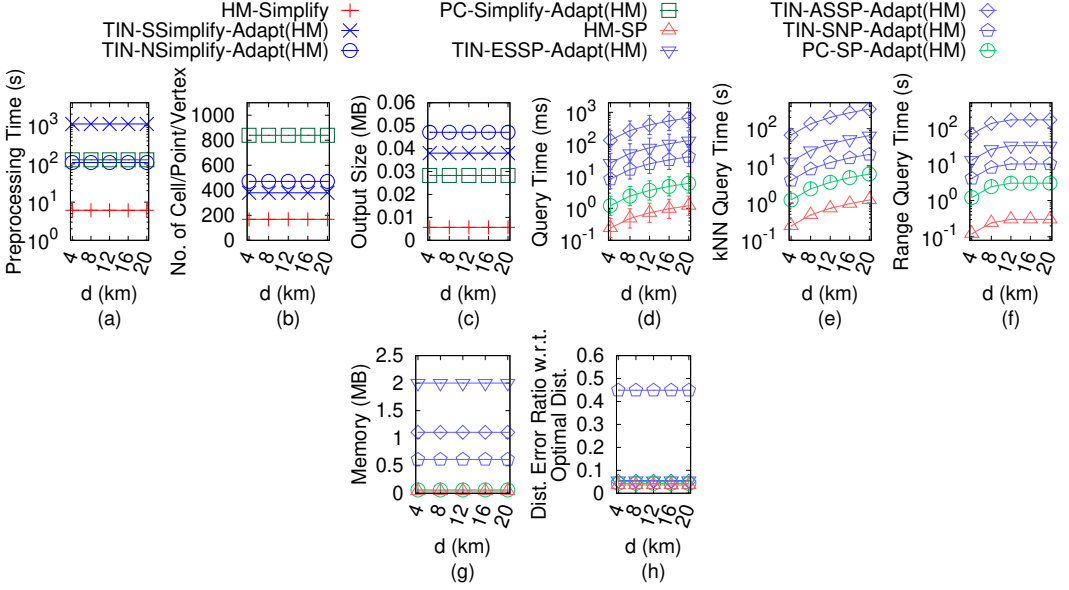 HM-Simplify
TIN-SSimplify-Adapt(HM)
TIN-NSimplify-Adapt(HM)
PC-Simplify-Adapt(HM)
HM-SP
TIN-ESSP-Adapt(HM)
TIN-ASSP-Adapt(HM)
TIN-SNP-Adapt(HM)
PC-SP-Adapt(HM)
Preprocessing Time (s)
10^3
10^2
10^1
10^0
4 8 12 16 20
d (km)
(a)
No. of Cell/Point/Vertex
1000
800
600
400
200
0
4 8 12 16 20
d (km)
(b)
Output Size (MB)
0.06
0.05
0.04
0.03
0.02
0.01
0
4 8 12 16 20
d (km)
(c)
Query Time (ms)
10^2
10^1
10^0
10^-1
4 8 12 16 20
d (km)
(d)
kNN Query Time (s)
10^2
10^1
10^0
10^-1
4 8 12 16 20
d (km)
(e)
Range Query Time (s)
10^2
10^1
10^0
10^-1
4 8 12 16 20
d (km)
(f)
Memory (MB)
2.5
2
1.5
1
0.5
0
4 8 12 16 20
d (km)
(g)
Dist. Error Ratio w.r.t.
Optimal Dist.
0.6
0.5
0.4
0.3
0.2
0.1
0
4 8 12 16 20
d (km)
(h)